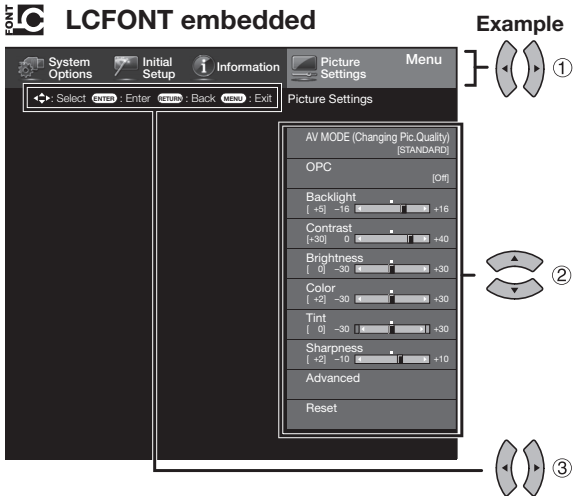 FONT LC LCFONT embedded
Example
System Options
Initial Setup
Information
Picture Settings
Menu
①
: Select ENTER : Enter RETURN : Back MENU : Exit
Picture Settings
AV MODE (Changing Pic.Quality)
[STANDARD]
OPC
[Off]
Backlight
[ +5] –16 +16
Contrast
[+30] 0 +40
Brightness
[ 0] –30 +30
Color
[ +2] –30 +30
Tint
[ 0] –30 +30
Sharpness
[ +2] –10 +10
Advanced
Reset
②
③